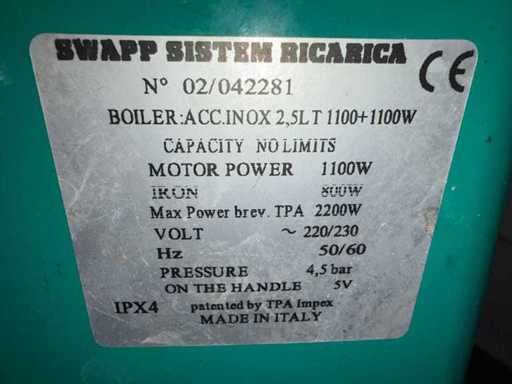 SWAPP SISTEM RICARICA
CE
N° 02/042281
BOILER:ACC.INOX 2,5LT 1100+1100W
CAPACITY NO LIMITS
MOTOR POWER 1100W
IRON 800W
Max Power brev. TPA 2200W
VOLT ~ 220/230
Hz 50/60
PRESSURE 4,5 bar
ON THE HANDLE 5V
IPX4 patented by TPA Impex
MADE IN ITALY